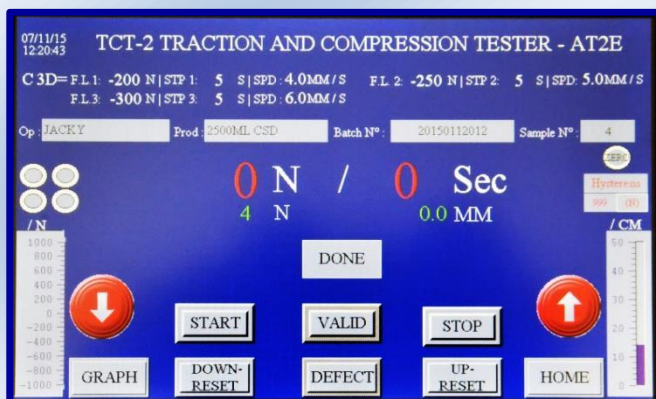 07/11/15
12:20:43
TCT-2 TRACTION AND COMPRESSION TESTER - AT2E
C 3D= F.L 1: -200 N | STP 1: 5 S | SPD: 4.0MM / S F.L 2: -250 N | STP 2: 5 S | SPD: 5.0MM / S
F.L 3: -300 N | STP 3: 5 S | SPD: 6.0MM / S
Op : JACKY Prod : 2500ML CSD Batch Nº : 20150112012 Sample Nº : 4
ZERO
0 N / 0 Sec
Hysteresis
4 N 0.0 MM
999 (N)
/ N
/ CM
1000
800
600
400
200
0
-200
-400
-600
-800
-1000
50
40
30
20
10
0
DONE
START VALID STOP
GRAPH DOWN-RESET DEFECT UP-RESET HOME